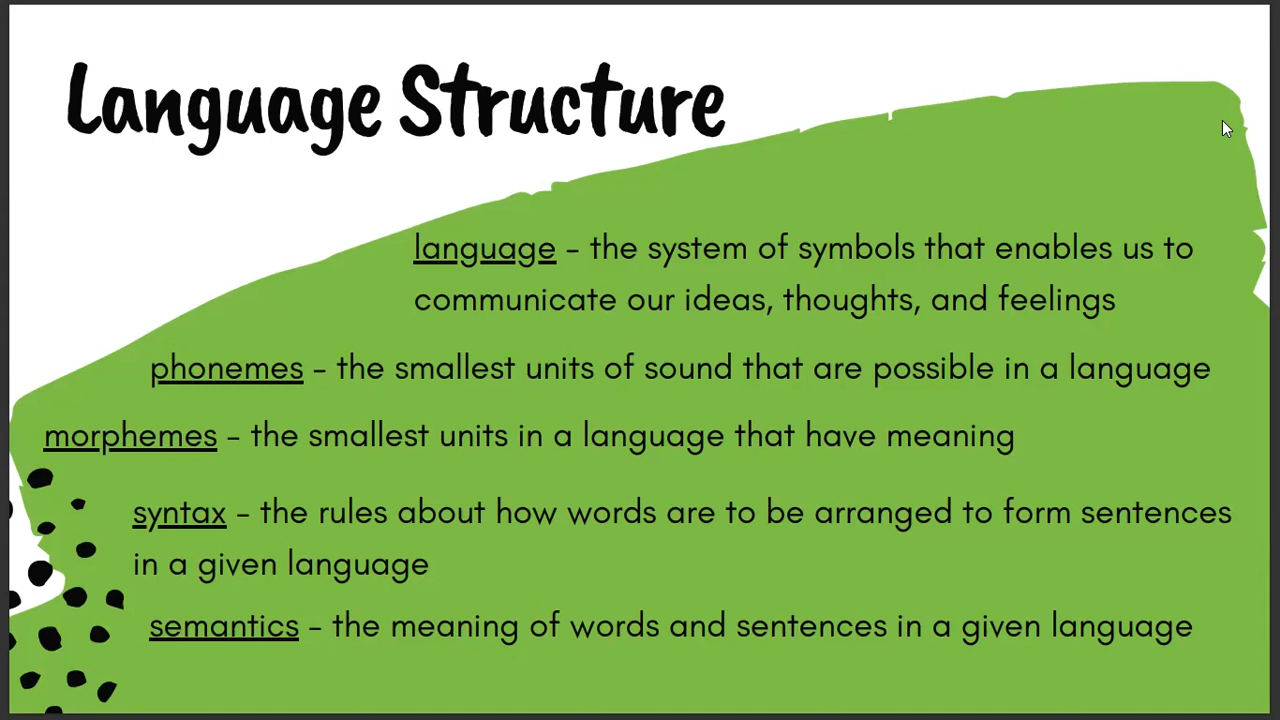 Language Structure
language - the system of symbols that enables us to
communicate our ideas, thoughts, and feelings
phonemes - the smallest units of sound that are possible in a language
morphemes - the smallest units in a language that have meaning
syntax - the rules about how words are to be arranged to form sentences
in a given language
semantics - the meaning of words and sentences in a given language